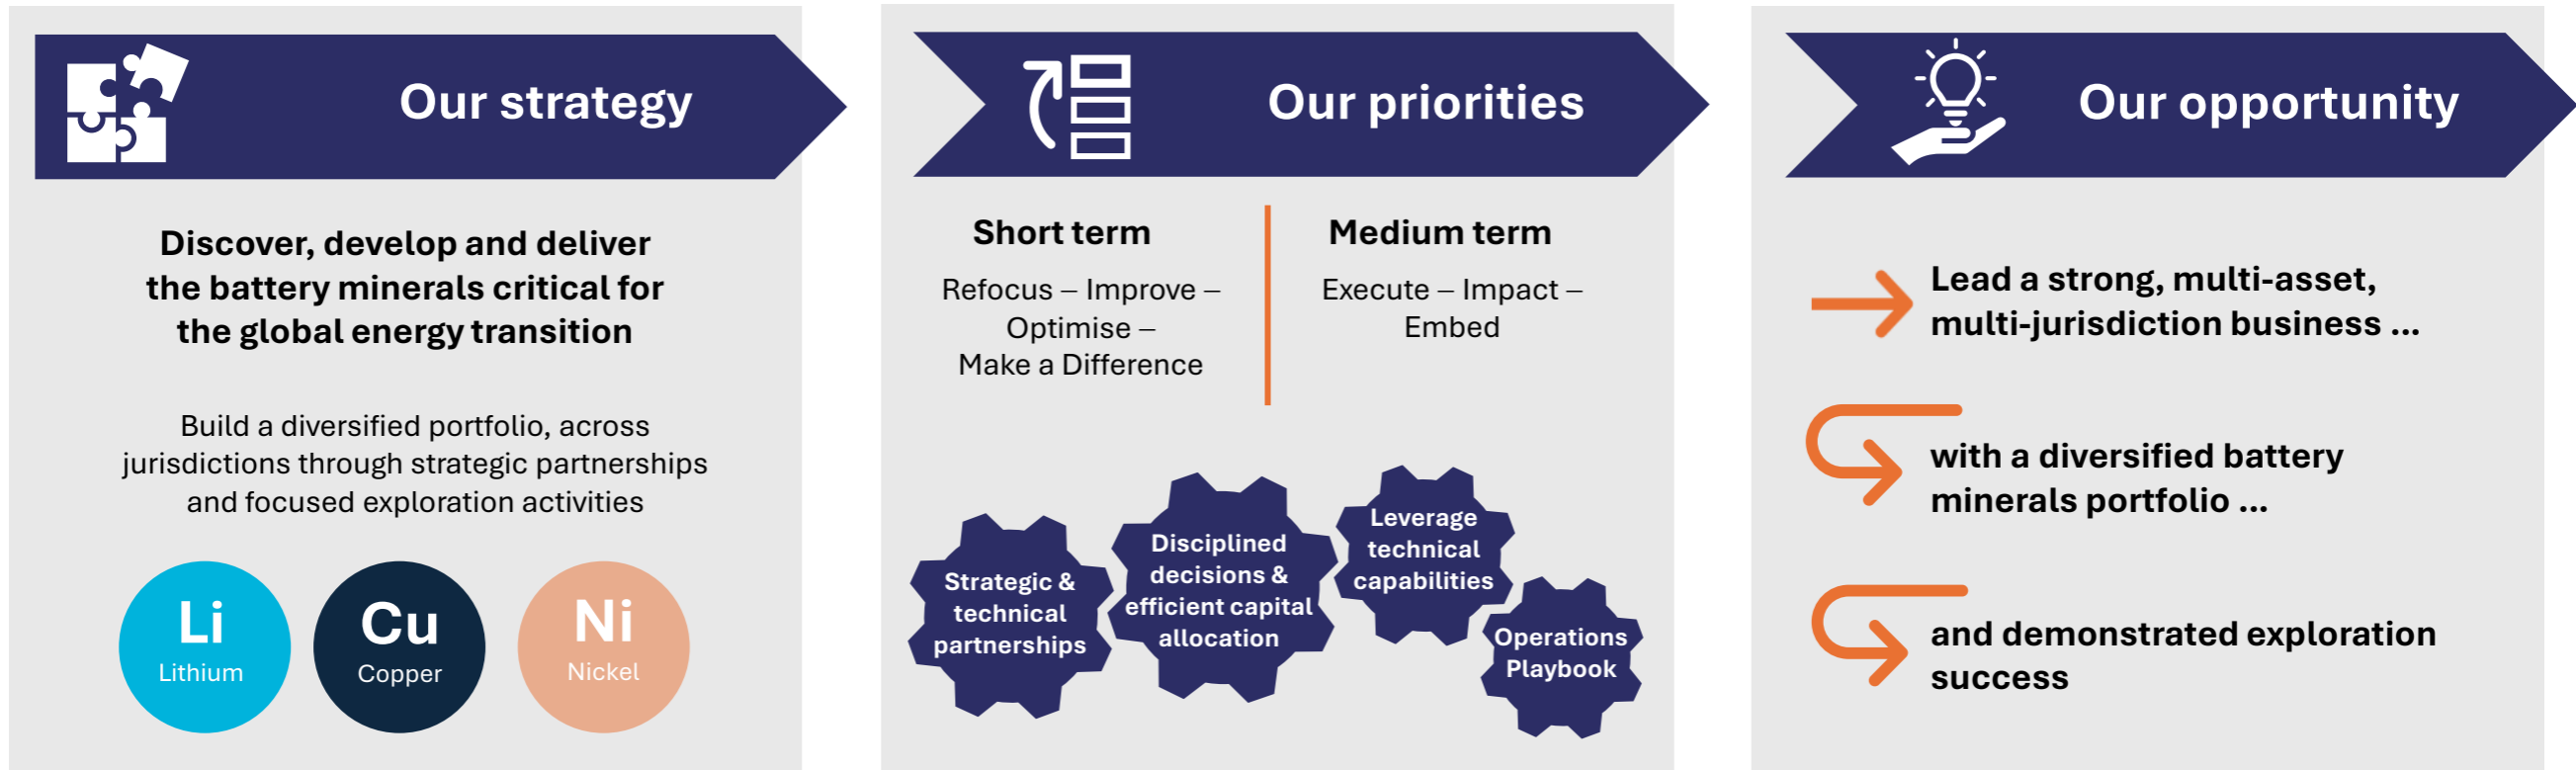 Our strategy
Discover, develop and deliver
the battery minerals critical for
the global energy transition
Build a diversified portfolio, across
jurisdictions through strategic partnerships
and focused exploration activities
Li
Lithium
Cu
Copper
Ni
Nickel
Our priorities
Short term
Refocus – Improve –
Optimise –
Make a Difference
Medium term
Execute – Impact –
Embed
Strategic &
technical
partnerships
Disciplined
decisions &
efficient capital
allocation
Leverage
technical
capabilities
Operations
Playbook
Our opportunity
Lead a strong, multi-asset,
multi-jurisdiction business ...
with a diversified battery
minerals portfolio ...
and demonstrated exploration
success